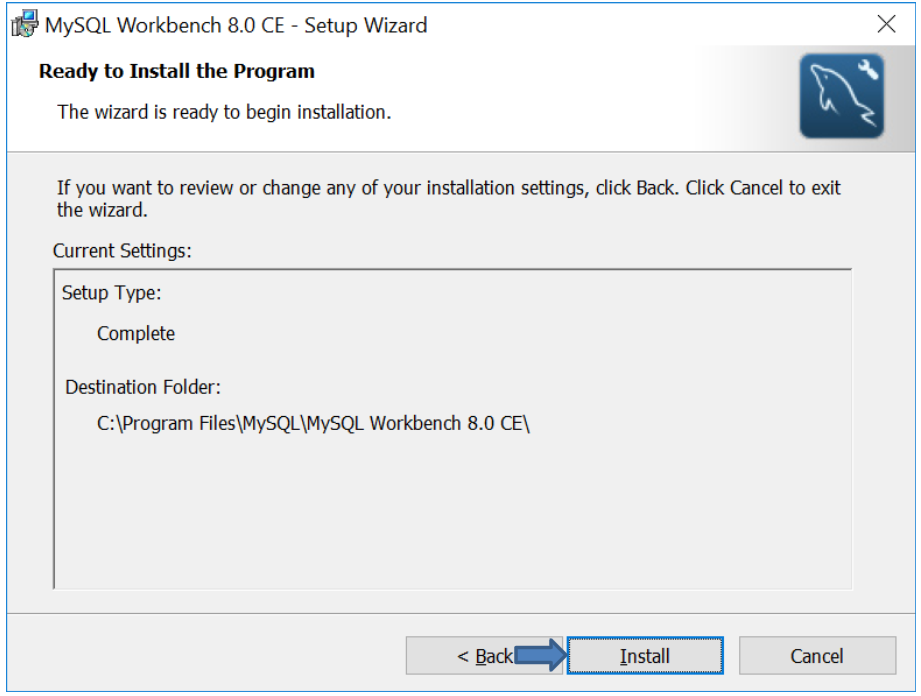 MySQL Workbench 8.0 CE - Setup Wizard
Ready to Install the Program
The wizard is ready to begin installation.
If you want to review or change any of your installation settings, click Back. Click Cancel to exit
the wizard.
Current Settings:
Setup Type:
Complete
Destination Folder:
C:\Program Files\MySQL\MySQL Workbench 8.0 CE\
< Back
Install
Cancel